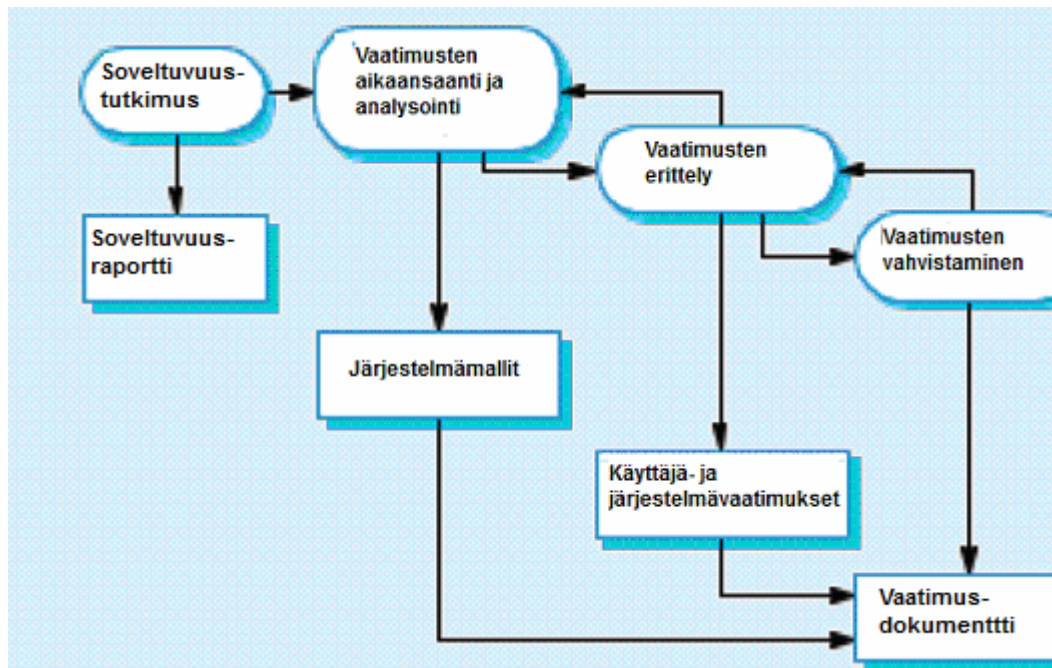 Soveltuvuus-
tutkimus
Vaatimusten
aikaansaanti ja
analysointi
Vaatimusten
erittely
Vaatimusten
vahvistaminen
Soveltuvuus-
raportti
Järjestelmämallit
Käyttäjä- ja
järjestelmävaatimukset
Vaatimus-
dokumenttti